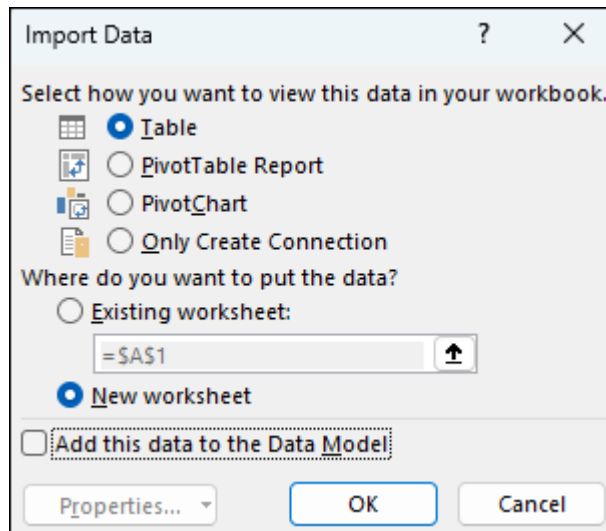 Import Data ?
Select how you want to view this data in your workbook.
Table
PivotTable Report
PivotChart
Only Create Connection
Where do you want to put the data?
Existing worksheet:
=$A$1
New worksheet
Add this data to the Data Model
Properties...
OK Cancel